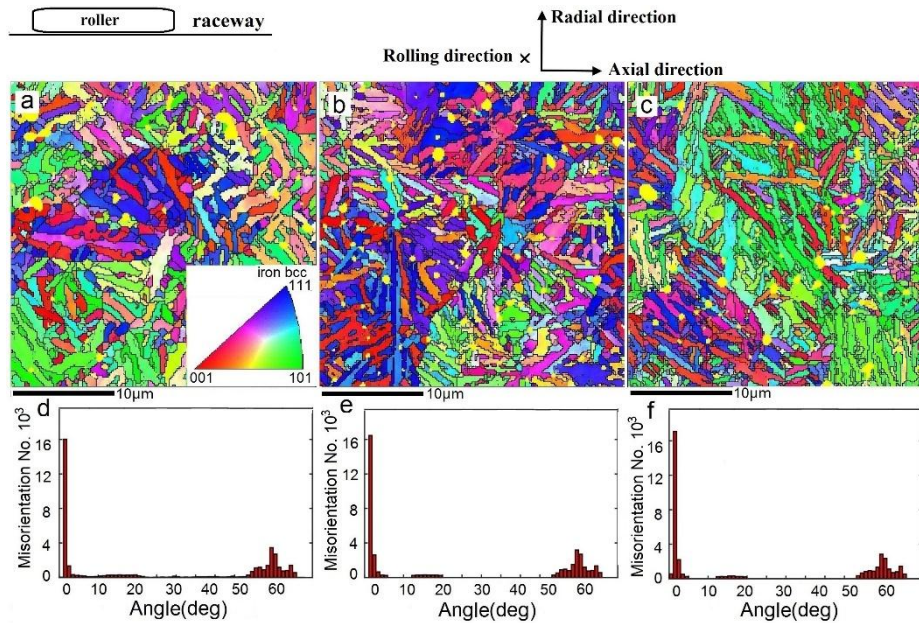 roller raceway
Radial direction
Rolling direction ×
Axial direction
a b c
iron bcc
111
001 101
10μm 10μm 10μm
d e f
Misorientation No. 10³
16
12
8
4
0
0 10 20 30 40 50 60
Angle(deg)
Misorientation No. 10³
16
12
8
4
0
0 10 20 30 40 50 60
Angle(deg)
Misorientation No. 10³
16
12
8
4
0
0 10 20 30 40 50 60
Angle(deg)